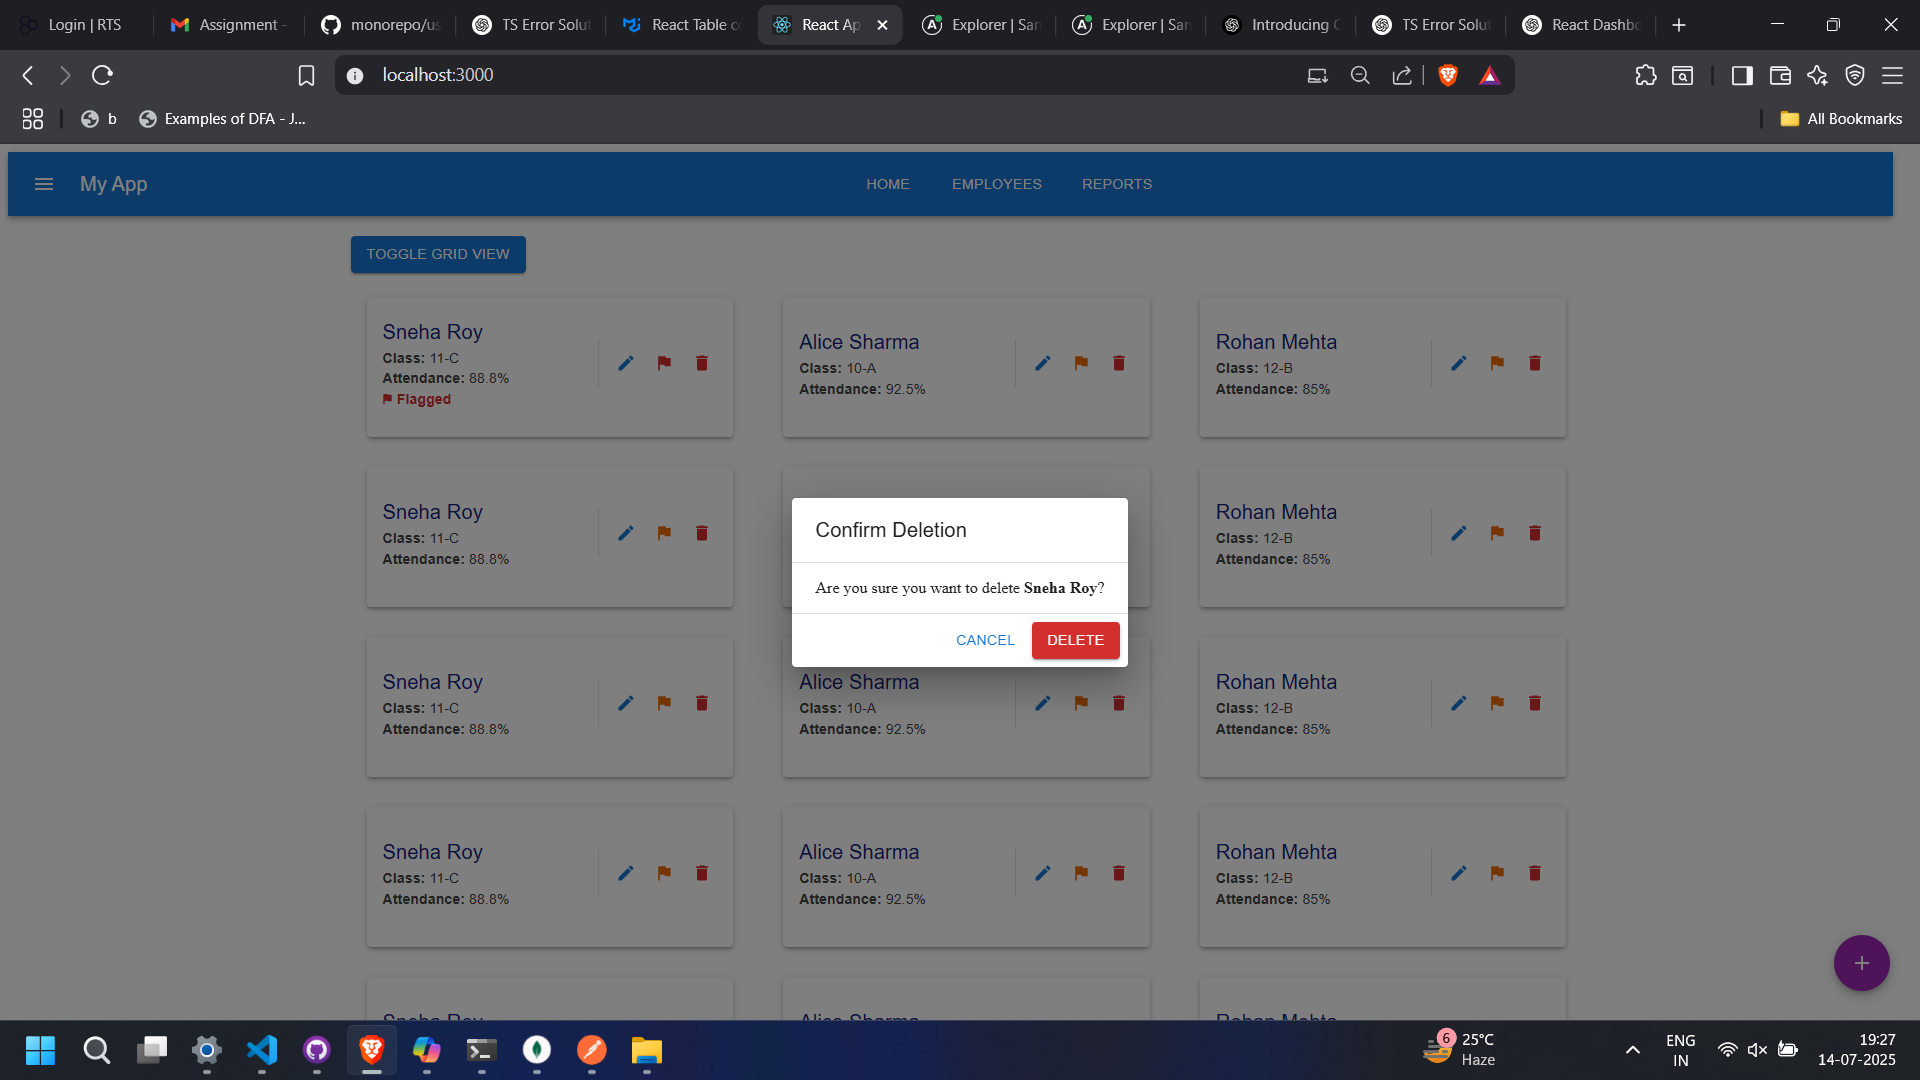 Login | RTS
Assignment -
monorepo/us
TS Error Solut
React Table co
React Ap
Explorer | San
Explorer | San
Introducing C
TS Error Solut
React Dashbo
localhost:3000
b
Examples of DFA - J...
All Bookmarks
My App
HOME
EMPLOYEES
REPORTS
TOGGLE GRID VIEW
Sneha Roy
Class: 11-C
Attendance: 88.8%
Flagged
Alice Sharma
Class: 10-A
Attendance: 92.5%
Rohan Mehta
Class: 12-B
Attendance: 85%
Sneha Roy
Class: 11-C
Attendance: 88.8%
Rohan Mehta
Class: 12-B
Attendance: 85%
Confirm Deletion
Are you sure you want to delete Sneha Roy?
CANCEL
DELETE
Sneha Roy
Class: 11-C
Attendance: 88.8%
Alice Sharma
Class: 10-A
Attendance: 92.5%
Rohan Mehta
Class: 12-B
Attendance: 85%
Sneha Roy
Class: 11-C
Attendance: 88.8%
Alice Sharma
Class: 10-A
Attendance: 92.5%
Rohan Mehta
Class: 12-B
Attendance: 85%
Sneha Roy
Alice Sharma
Rohan Mehta
6
25°C
Haze
ENG
IN
19:27
14-07-2025